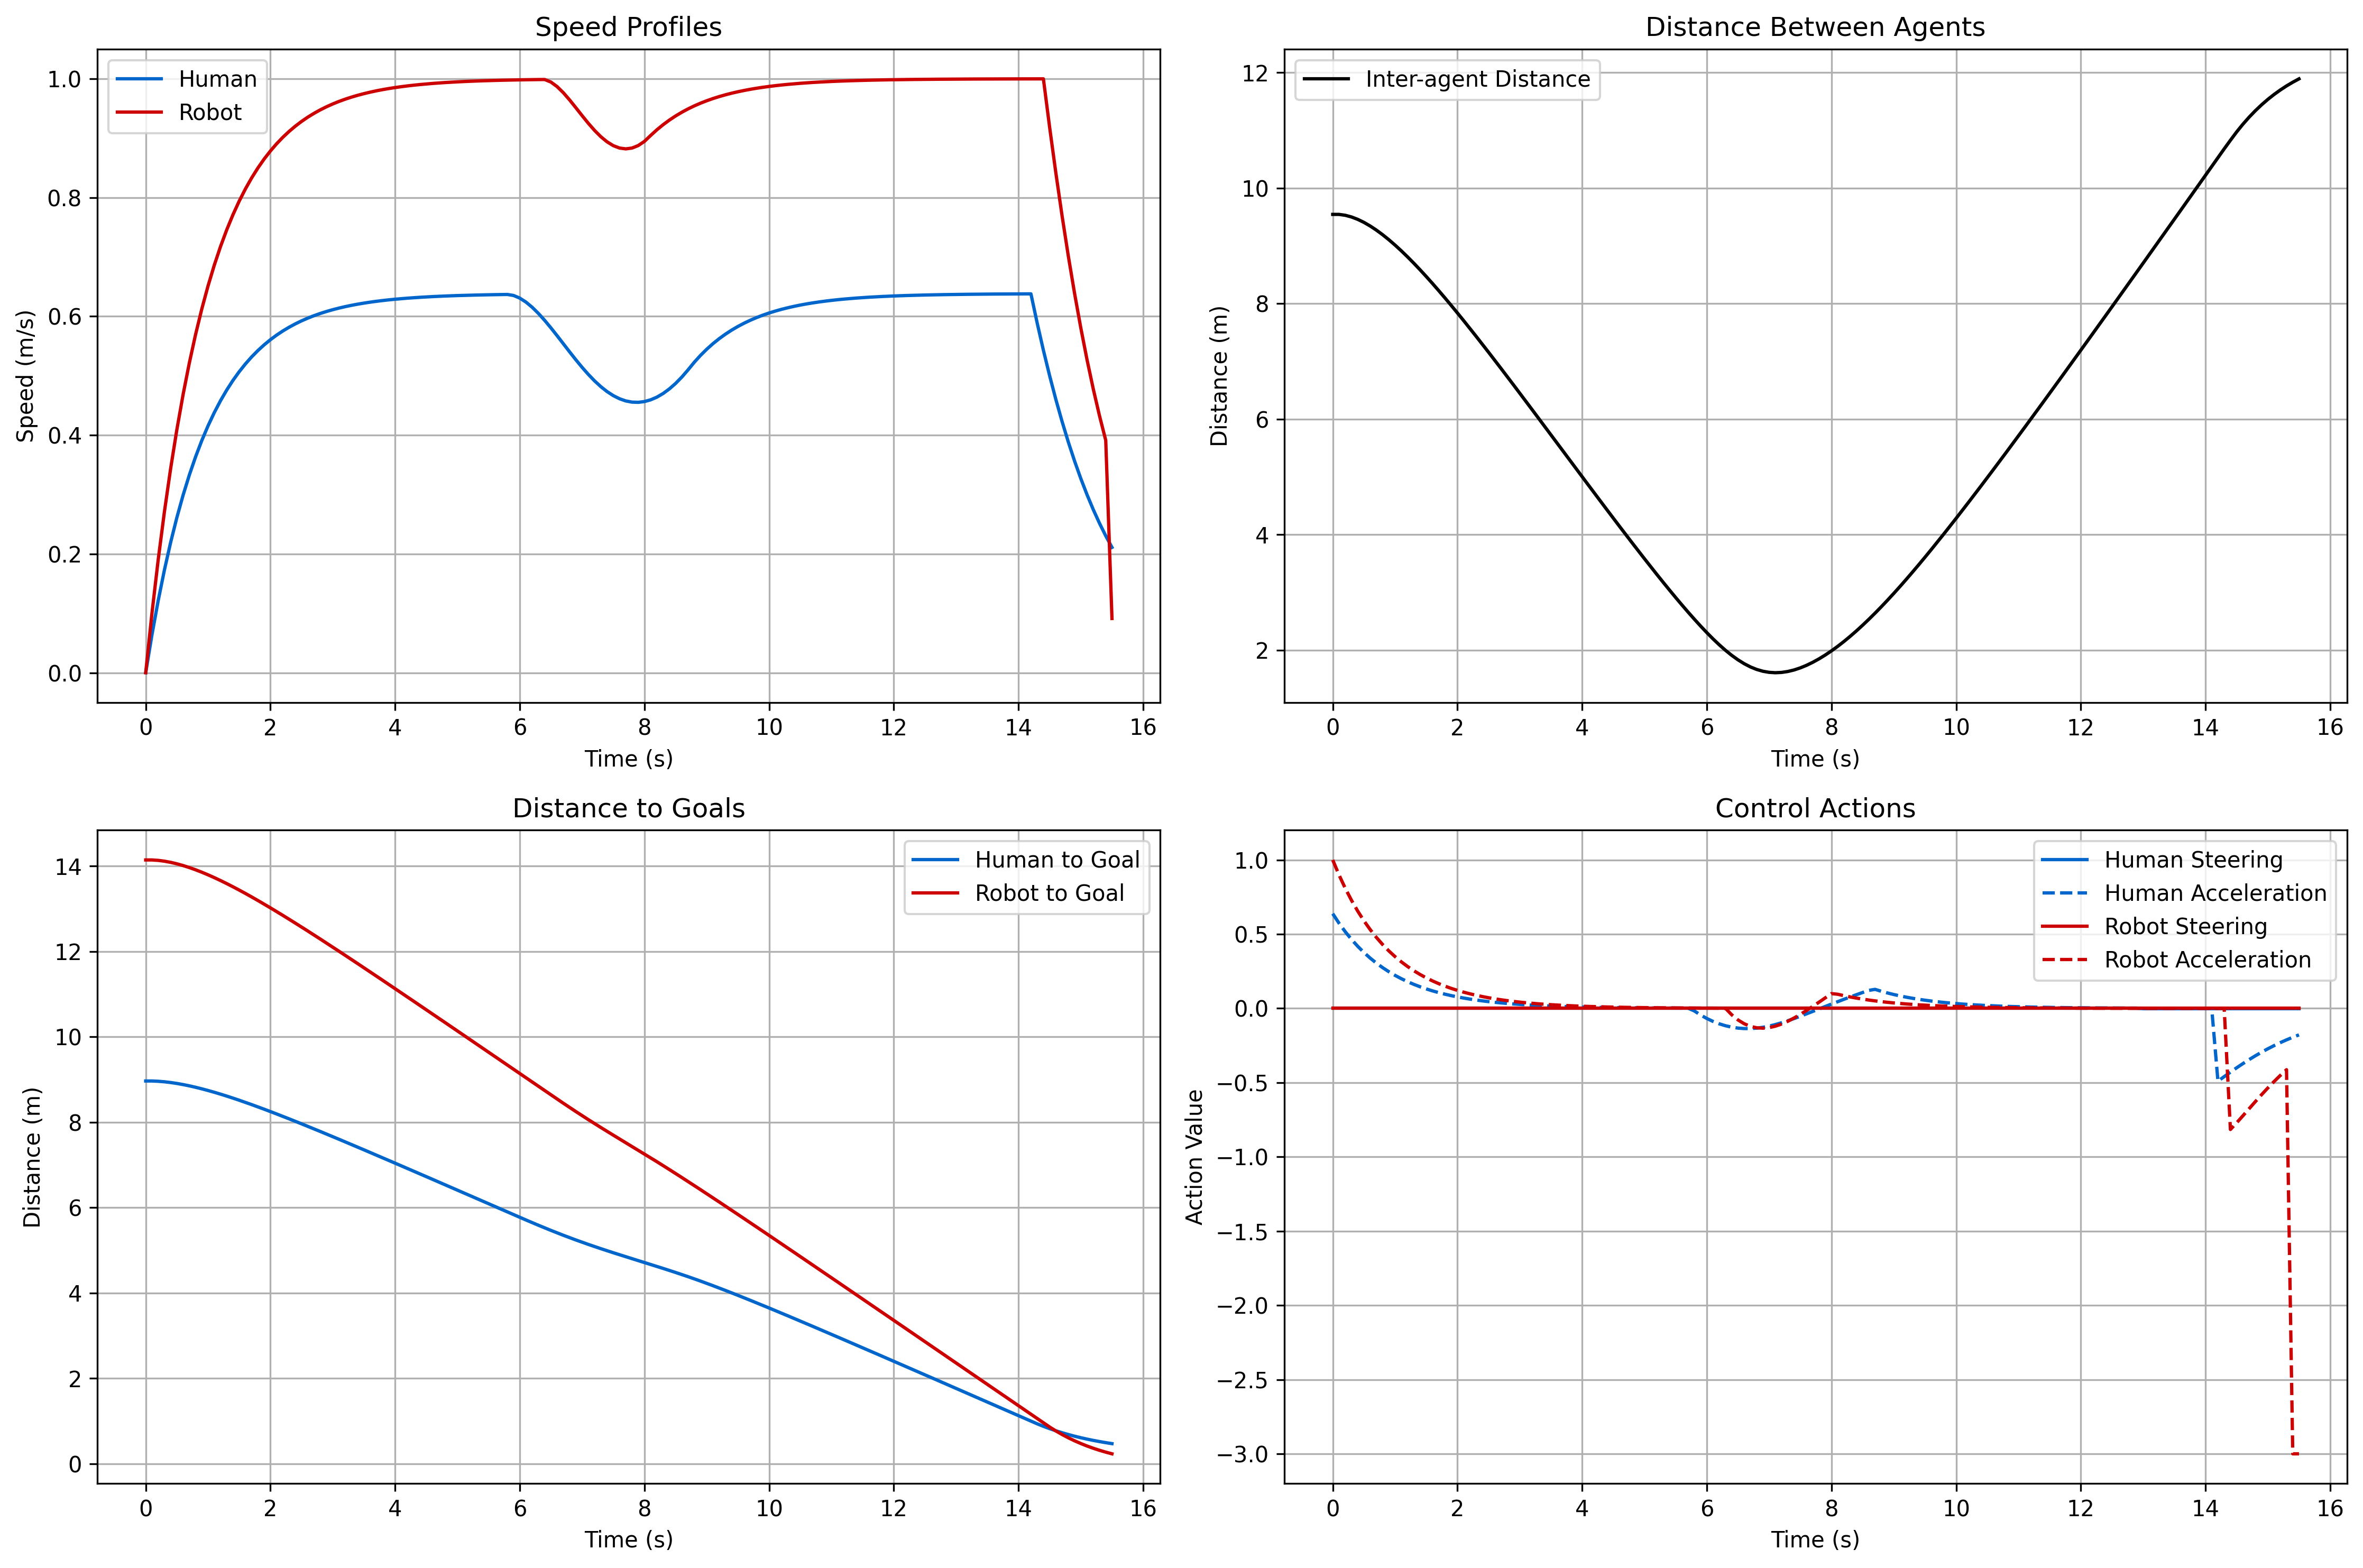 Speed Profiles
Human
Robot
1.0
0.8
0.6
0.4
0.2
0.0
Speed (m/s)
0 2 4 6 8 10 12 14 16
Time (s)
Distance Between Agents
Inter-agent Distance
12
10
8
6
4
2
Distance (m)
0 2 4 6 8 10 12 14 16
Time (s)
Distance to Goals
Human to Goal
Robot to Goal
14
12
10
8
6
4
2
0
Distance (m)
0 2 4 6 8 10 12 14 16
Time (s)
Control Actions
Human Steering
Human Acceleration
Robot Steering
Robot Acceleration
1.0
0.5
0.0
−0.5
−1.0
−1.5
−2.0
−2.5
−3.0
Action Value
0 2 4 6 8 10 12 14 16
Time (s)